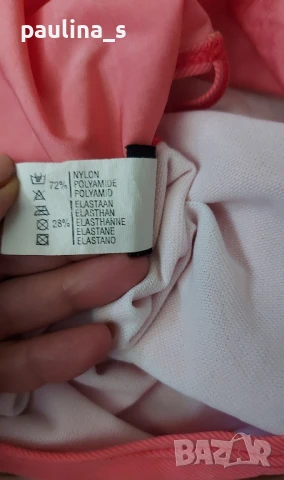 paulina_s
NYLON
72% POLYAMIDE
POLYAMID
ELASTAAN
ELASTHAN
28% ELASTHANNE
ELASTANE
ELASTANO
BAZAR